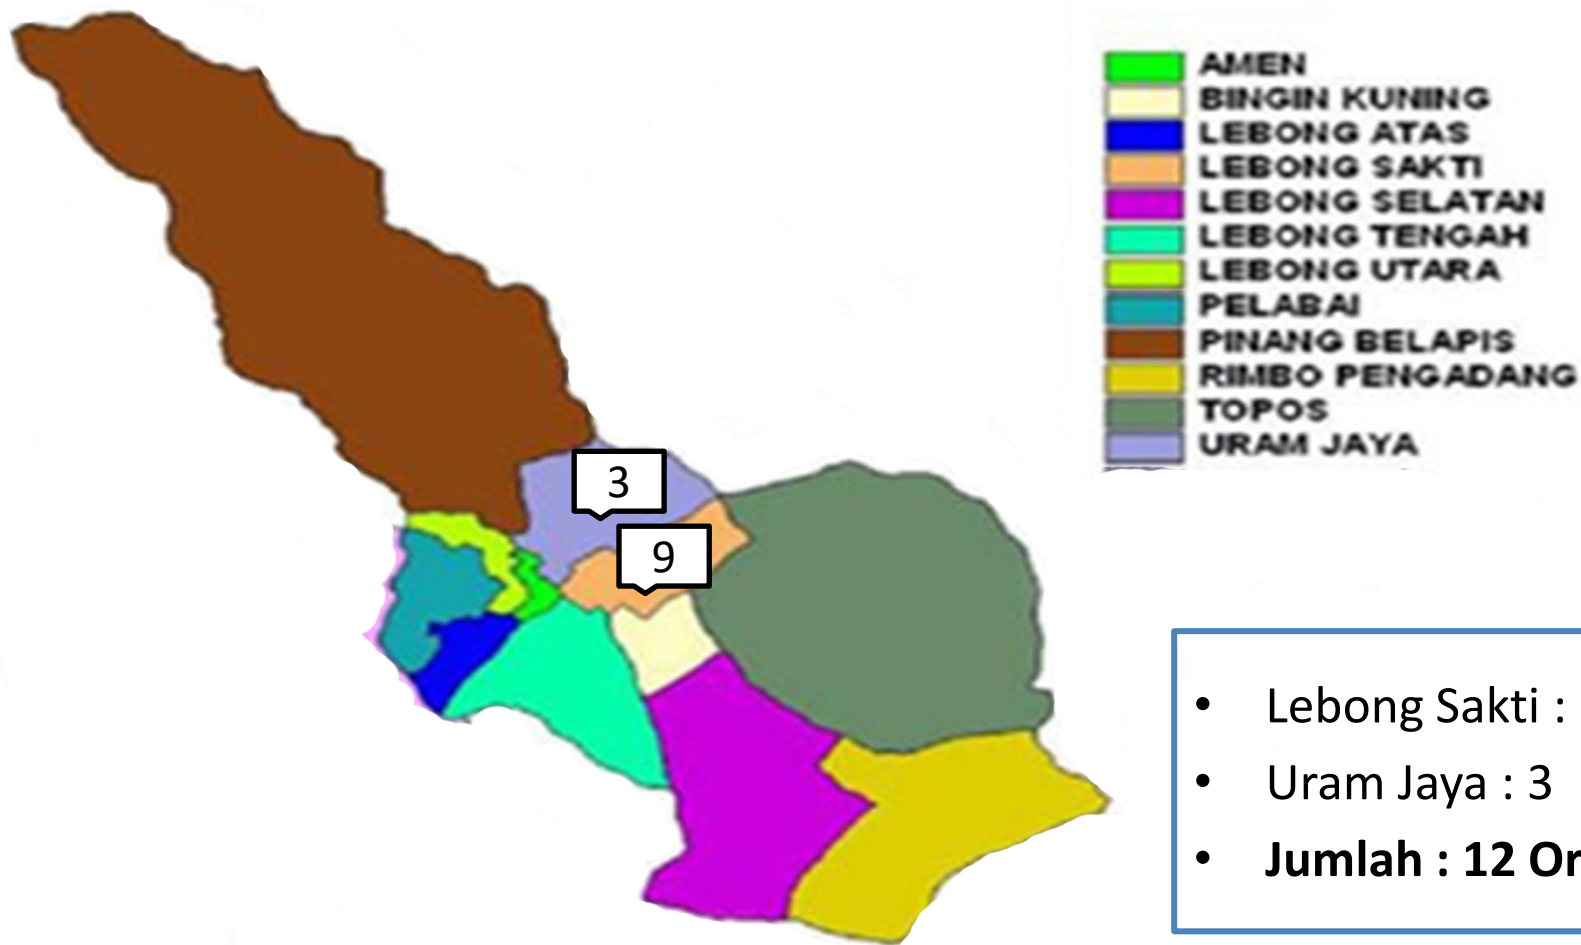 AMEN
BINGIN KUNING
LEBONG ATAS
LEBONG SAKTI
LEBONG SELATAN
LEBONG TENGAH
LEBONG UTARA
PELABAI
PINANG BELAPIS
RIMBO PENGADANG
TOPOS
URAM JAYA
3
9
• Lebong Sakti :
• Uram Jaya : 3
• Jumlah : 12 Or